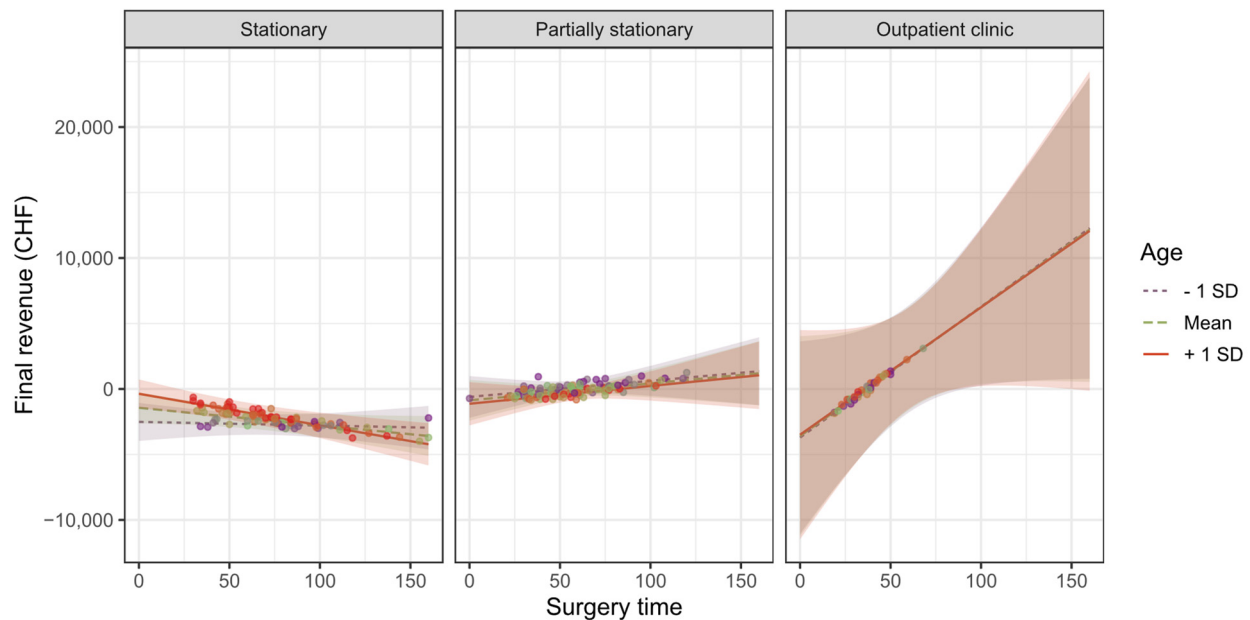 Stationary
Partially stationary
Outpatient clinic
Final revenue (CHF)
20,000
10,000
0
−10,000
0
50
100
150
0
50
100
150
0
50
100
150
Surgery time
Age
- 1 SD
Mean
+ 1 SD